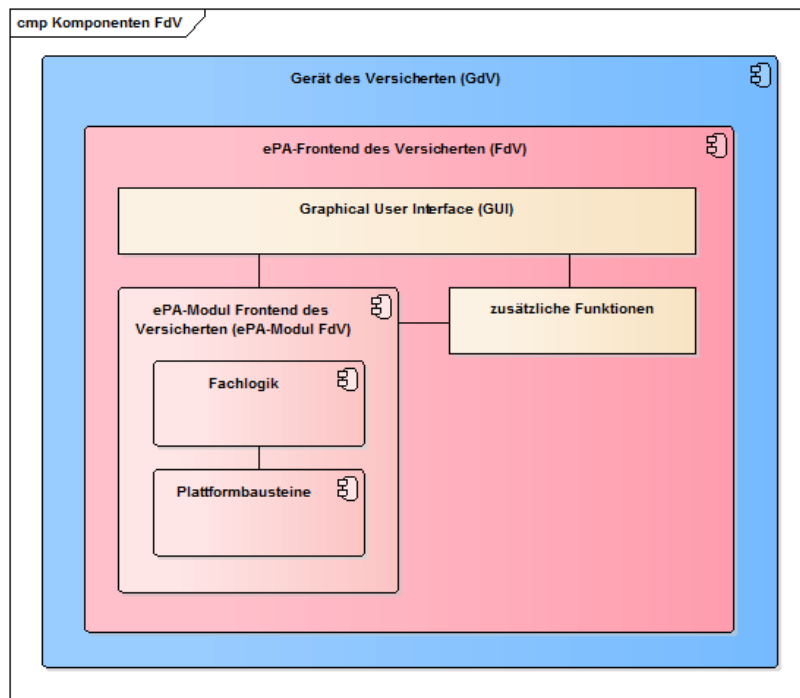 cmp Komponenten FdV
Gerät des Versicherten (GdV)
ePA-Frontend des Versicherten (FdV)
Graphical User Interface (GUI)
ePA-Modul Frontend des
Versicherten (ePA-Modul FdV)
zusätzliche Funktionen
Fachlogik
Plattformbausteine